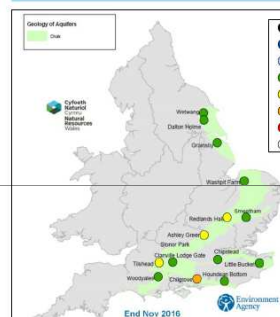 Geology of Aquifers
Chalk
Cyfoeth
Naturiol
Cymru
Natural
Resources
Wales
Wetwang
Dalton Holme
Grainsby
Washpit Farm
Redlands Hall
Smeetham
Ashley Green
Stonor Park
Clanville Lodge Gate
Chipstead
Tilshead
Little Bucket
Woodyates
Chilgrove
Houndean Bottom
Environment
Agency
End Nov 2016